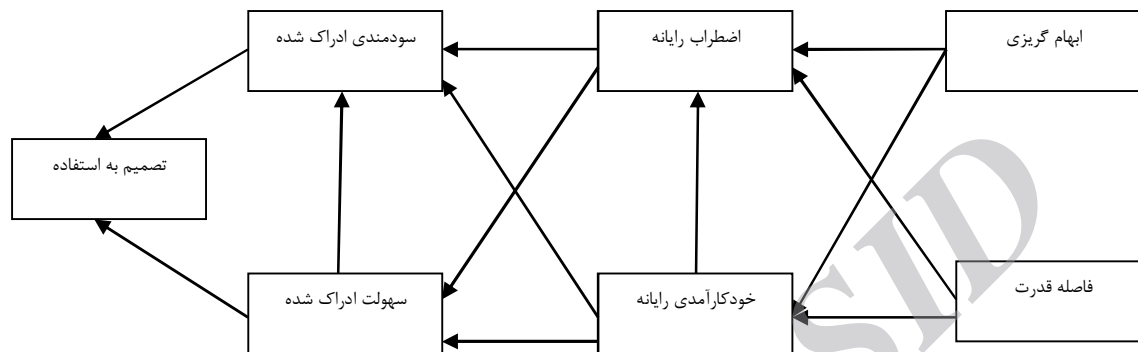 ابهام گریزی
اضطراب رایانه
سودمندی ادراک شده
تصمیم به استفاده
فاصله قدرت
خودکارآمدی رایانه
سهولت ادراک شده
SID